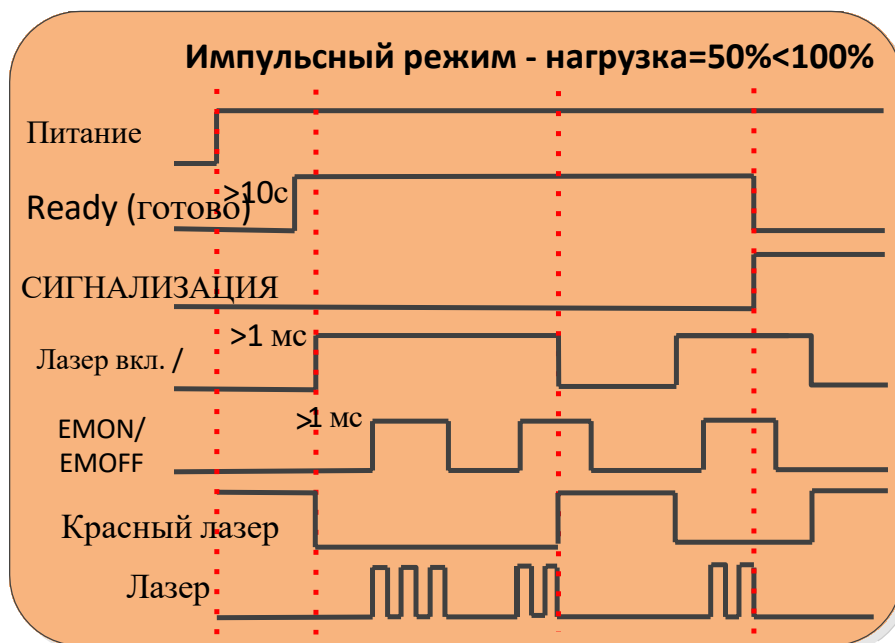 Импульсный режим - нагрузка=50%<100%
Питание
>10с
Ready (готово)
СИГНАЛИЗАЦИЯ
>1 мс
Лазер вкл. /
>1 мс
EMON/
EMOFF
Красный лазер
Лазер